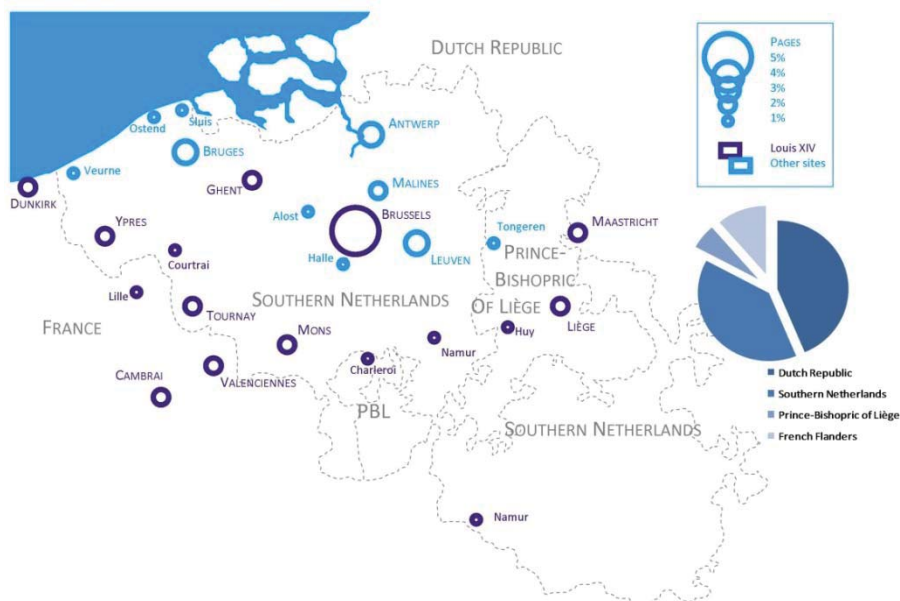 DUTCH REPUBLIC
PAGES
5%
4%
3%
2%
1%
Louis XIV
Other sites
Ostend
Sluis
ANTWERP
BRUGES
Veurne
DUNKIRK
GHENT
MALINES
Alost
BRUSSELS
YPRES
Courtrai
Halle
LEUVEN
Tongeren
MAASTRICHT
PRINCE-
BISHOPRIC
OF LIÈGE
Lille
SOUTHERN NETHERLANDS
TOURNAY
FRANCE
MONS
Namur
Huy
LIÈGE
CAMBRAI
VALENCIENNES
Charleroi
PBL
SOUTHERN NETHERLANDS
Namur
Dutch Republic
Southern Netherlands
Prince-Bishopric of Liège
French Flanders